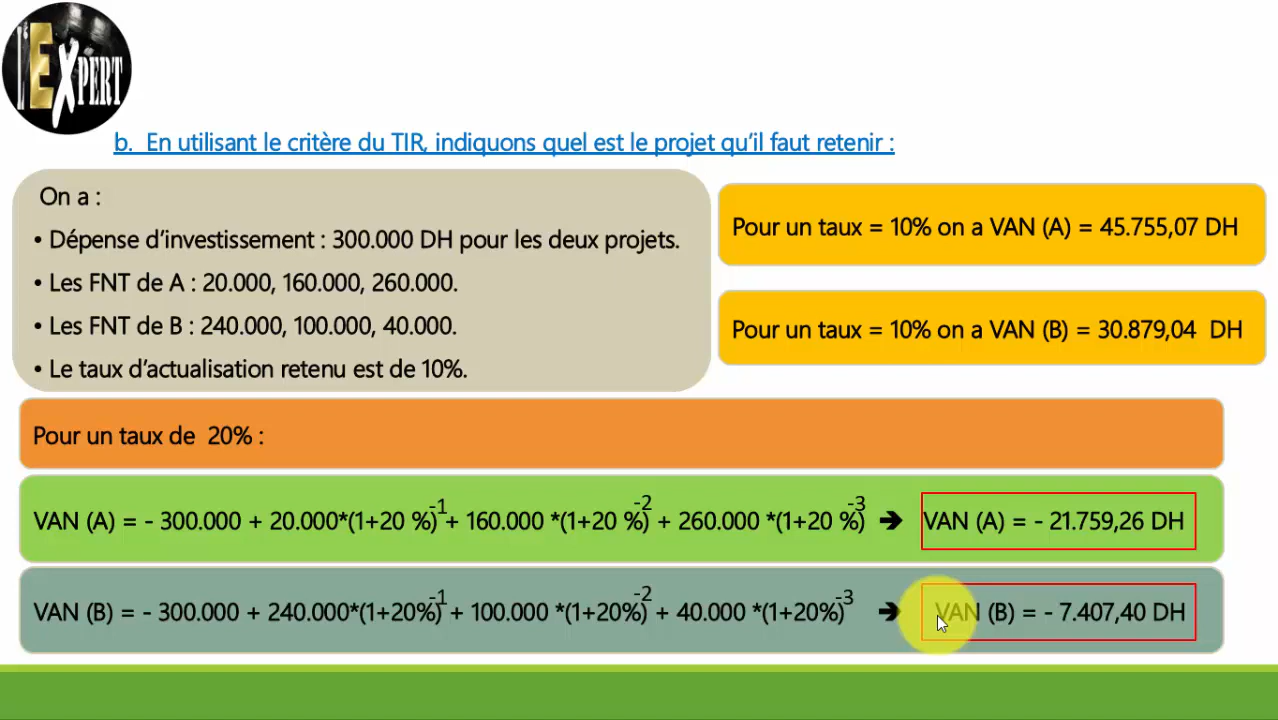 l'EXPERT
b. En utilisant le critère du TIR, indiquons quel est le projet qu'il faut retenir :
On a :
• Dépense d'investissement : 300.000 DH pour les deux projets.
• Les FNT de A : 20.000, 160.000, 260.000.
• Les FNT de B : 240.000, 100.000, 40.000.
• Le taux d'actualisation retenu est de 10%.
Pour un taux = 10% on a VAN (A) = 45.755,07 DH
Pour un taux = 10% on a VAN (B) = 30.879,04 DH
Pour un taux de 20% :
VAN (A) = - 300.000 + 20.000*(1+20 %)-1 + 160.000 *(1+20 %)-2 + 260.000 *(1+20 %)-3 ➔ VAN (A) = - 21.759,26 DH
VAN (B) = - 300.000 + 240.000*(1+20%)-1 + 100.000 *(1+20%)-2 + 40.000 *(1+20%)-3 ➔ VAN (B) = - 7.407,40 DH